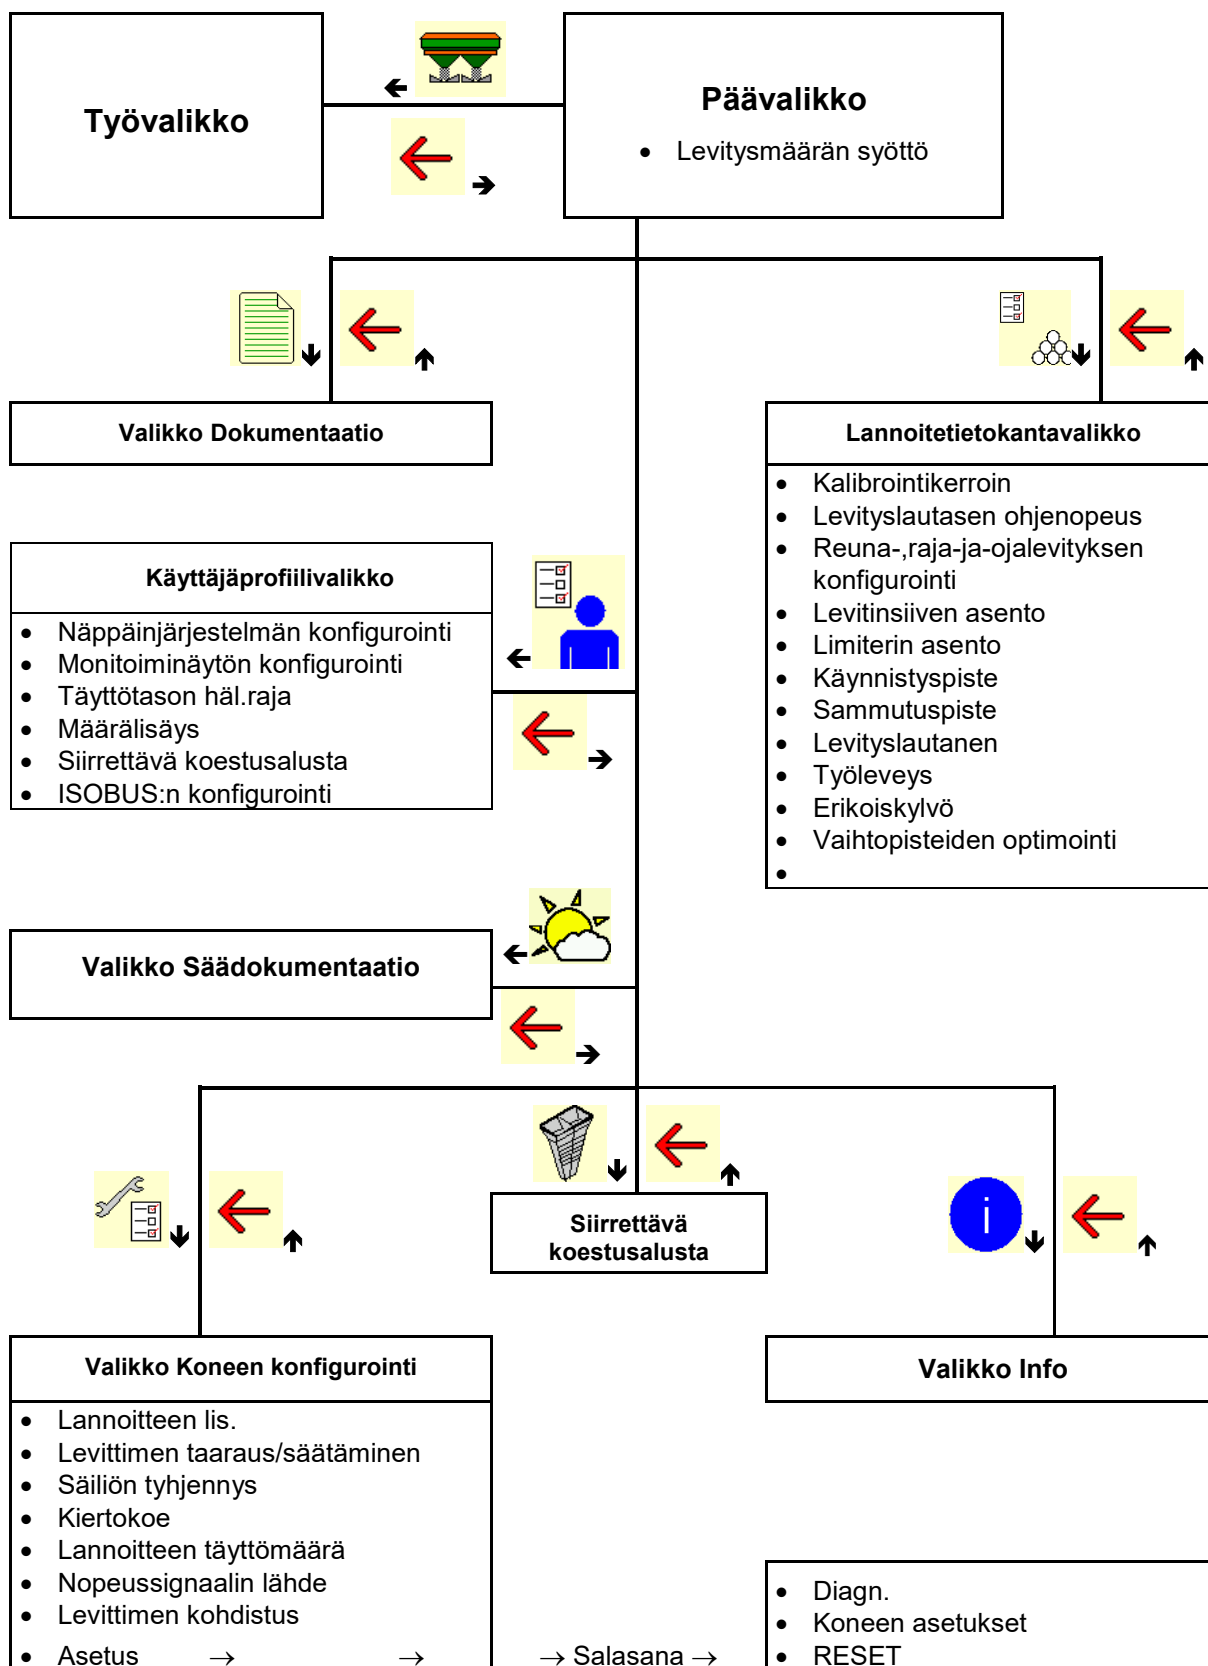 Työvalikko
Päävalikko
• Levitysmäärän syöttö
Valikko Dokumentaatio
Lannoitetietokantavalikko
• Kalibrointikerroin
• Levityslautasen ohjenopeus
• Reuna-,raja-ja-ojalevityksen
konfigurointi
• Levitinsiiven asento
• Limiterin asento
• Käynnistyspiste
• Sammutuspiste
• Levityslautanen
• Työleveys
• Erikoiskylvö
• Vaihtopisteiden optimointi
•
Käyttäjäprofiilivalikko
• Näppäinjärjestelmän konfigurointi
• Monitoiminäytön konfigurointi
• Täyttötason häl.raja
• Määrälisäys
• Siirrettävä koestusalusta
• ISOBUS:n konfigurointi
Valikko Säädokumentaatio
Siirrettävä
koestusalusta
i
Valikko Koneen konfigurointi
• Lannoitteen lis.
• Levittimen taaraus/säätäminen
• Säiliön tyhjennys
• Kiertokoe
• Lannoitteen täyttömäärä
• Nopeussignaalin lähde
• Levittimen kohdistus
• Asetus → → → Salasana →
Valikko Info
• Diagn.
• Koneen asetukset
• RESET